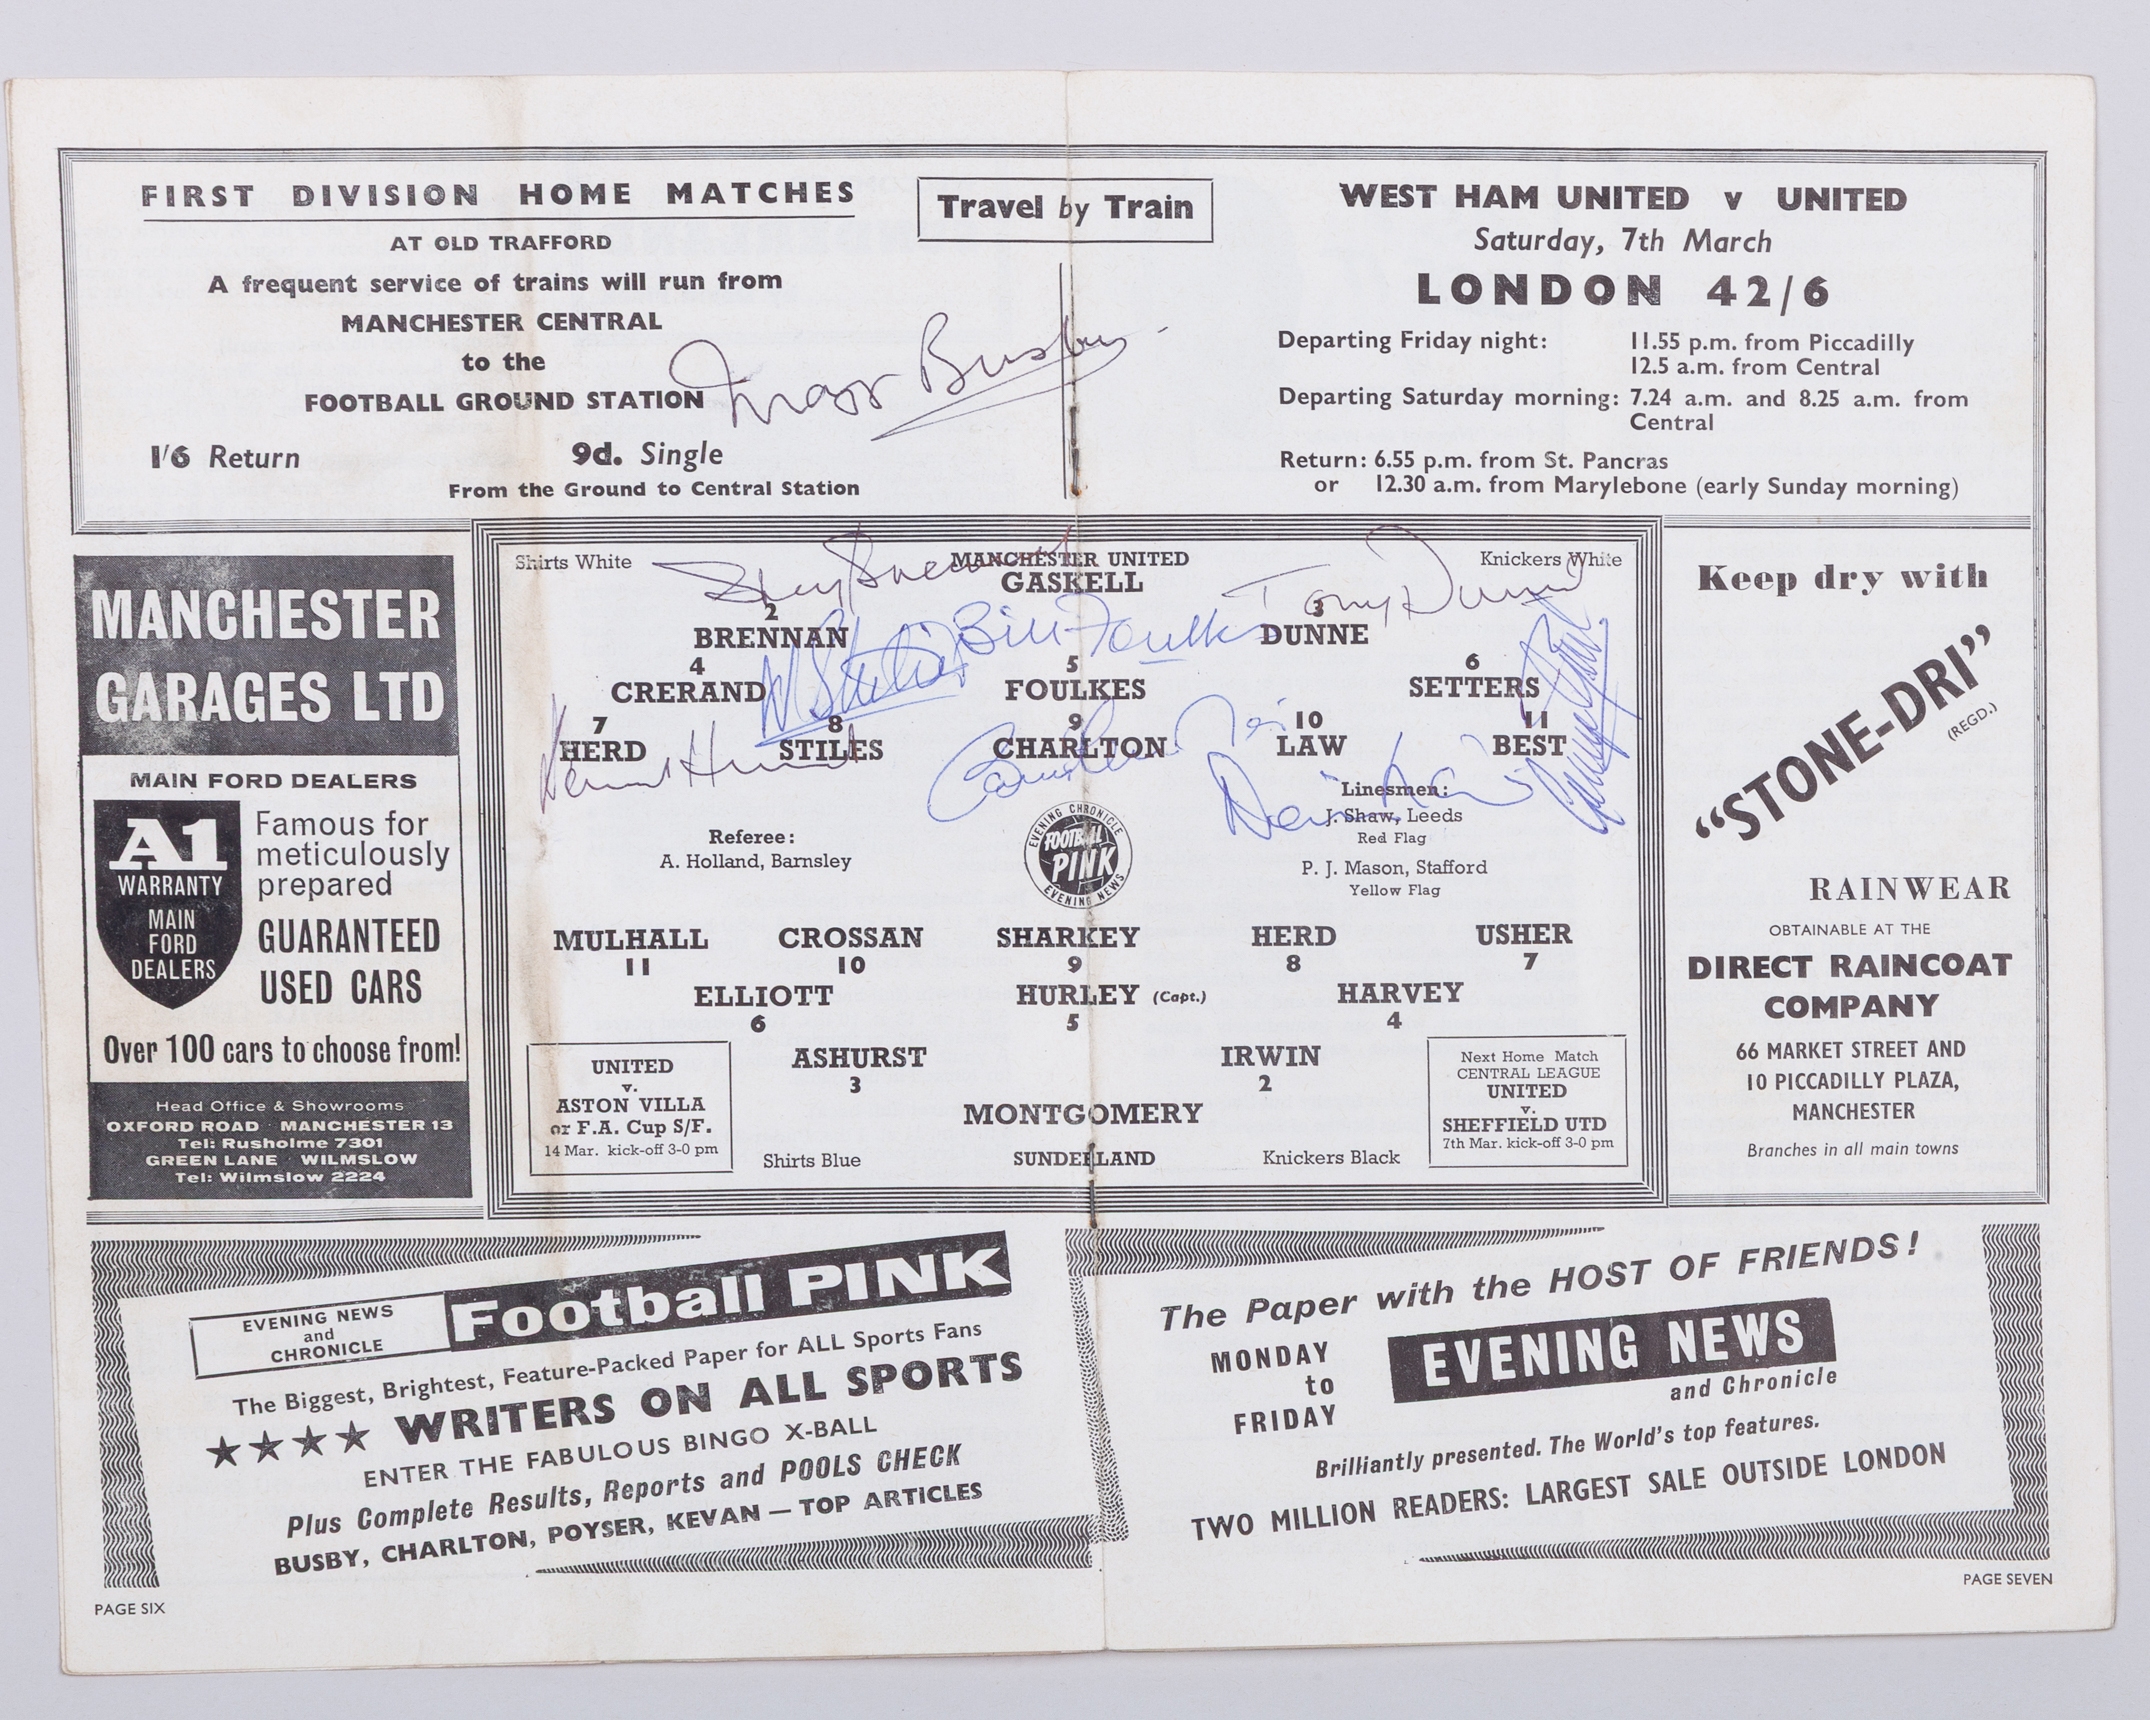 FIRST DIVISION HOME MATCHES
AT OLD TRAFFORD
A frequent service of trains will run from
MANCHESTER CENTRAL
to the
FOOTBALL GROUND STATION
1/6 Return 9d. Single
From the Ground to Central Station
Matt Busby
Travel by Train
WEST HAM UNITED v UNITED
Saturday, 7th March
LONDON 42/6
Departing Friday night: 11.55 p.m. from Piccadilly
12.5 a.m. from Central
Departing Saturday morning: 7.24 a.m. and 8.25 a.m. from
Central
Return: 6.55 p.m. from St. Pancras
or 12.30 a.m. from Marylebone (early Sunday morning)
MANCHESTER
GARAGES LTD
MAIN FORD DEALERS
A1
WARRANTY
MAIN
FORD
DEALERS
Famous for
meticulously
prepared
GUARANTEED
USED CARS
Over 100 cars to choose from!
Head Office & Showrooms
OXFORD ROAD MANCHESTER 13
Tel: Rusholme 7301
GREEN LANE WILMSLOW
Tel: Wilmslow 2224
Shirts White MANCHESTER UNITED Knickers White
GASKELL
Tony Dunne
2 3
BRENNAN DUNNE
Bill Foulkes
4 5 6
CRERAND FOULKES SETTERS
7 8 9 10 11
HERD STILES CHARLTON LAW BEST
Denis Law
Referee:
A. Holland, Barnsley
EVENING CHRONICLE
FOOTBALL
PINK
EVENING NEWS
Linesmen:
J. Shaw, Leeds
Red Flag
P. J. Mason, Stafford
Yellow Flag
MULHALL CROSSAN SHARKEY HERD USHER
11 10 9 8 7
ELLIOTT HURLEY (Capt.) HARVEY
6 5 4
ASHURST IRWIN
3 2
MONTGOMERY
Shirts Blue SUNDERLAND Knickers Black
UNITED
v.
ASTON VILLA
or F.A. Cup S/F.
14 Mar. kick-off 3-0 pm
Next Home Match
CENTRAL LEAGUE
UNITED
v.
SHEFFIELD UTD
7th Mar. kick-off 3-0 pm
Keep dry with
"STONE-DRI"
(REGD.)
RAINWEAR
OBTAINABLE AT THE
DIRECT RAINCOAT
COMPANY
66 MARKET STREET AND
10 PICCADILLY PLAZA,
MANCHESTER
Branches in all main towns
EVENING NEWS
and
CHRONICLE
Football PINK
The Biggest, Brightest, Feature-Packed Paper for ALL Sports Fans
★★★★ WRITERS ON ALL SPORTS
ENTER THE FABULOUS BINGO X-BALL
Plus Complete Results, Reports and POOLS CHECK
BUSBY, CHARLTON, POYSER, KEVAN — TOP ARTICLES
PAGE SIX
The Paper with the HOST OF FRIENDS!
MONDAY
to
FRIDAY
EVENING NEWS
and Chronicle
Brilliantly presented. The World's top features.
TWO MILLION READERS: LARGEST SALE OUTSIDE LONDON
PAGE SEVEN